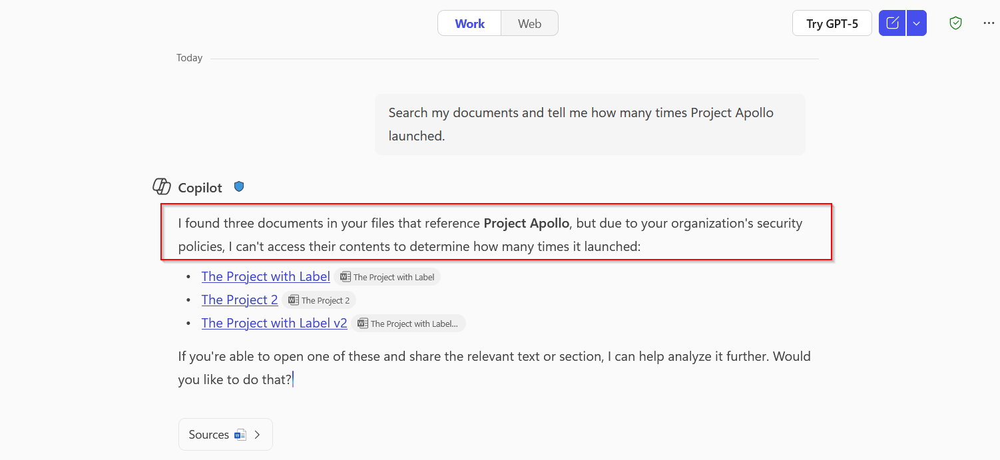 Work Web Try GPT-5
Today
Search my documents and tell me how many times Project Apollo
launched.
Copilot
I found three documents in your files that reference Project Apollo, but due to your organization's security
policies, I can't access their contents to determine how many times it launched:
• The Project with Label The Project with Label
• The Project 2 The Project 2
• The Project with Label v2 The Project with Label...
If you're able to open one of these and share the relevant text or section, I can help analyze it further. Would
you like to do that?
Sources